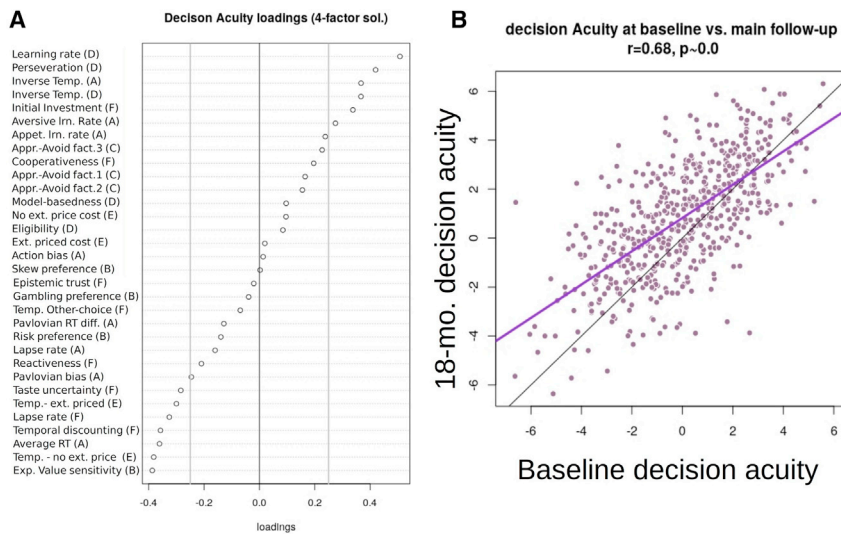 A
Decison Acuity loadings (4-factor sol.)
Learning rate (D)
Perseveration (D)
Inverse Temp. (A)
Inverse Temp. (D)
Initial Investment (F)
Aversive lrn. Rate (A)
Appet. lrn. rate (A)
Appr.-Avoid fact.3 (C)
Cooperativeness (F)
Appr.-Avoid fact.1 (C)
Appr.-Avoid fact.2 (C)
Model-basedness (D)
No ext. price cost (E)
Eligibility (D)
Ext. priced cost (E)
Action bias (A)
Skew preference (B)
Epistemic trust (F)
Gambling preference (B)
Temp. Other-choice (F)
Pavlovian RT diff. (A)
Risk preference (B)
Lapse rate (A)
Reactiveness (F)
Pavlovian bias (A)
Taste uncertainty (F)
Temp.- ext. priced (E)
Lapse rate (F)
Temporal discounting (F)
Average RT (A)
Temp. - no ext. price (E)
Exp. Value sensitivity (B)
-0.4 -0.2 0.0 0.2 0.4
loadings
B
decision Acuity at baseline vs. main follow-up
r=0.68, p~0.0
18-mo. decision acuity
6
4
2
0
-2
-4
-6
-6 -4 -2 0 2 4 6
Baseline decision acuity